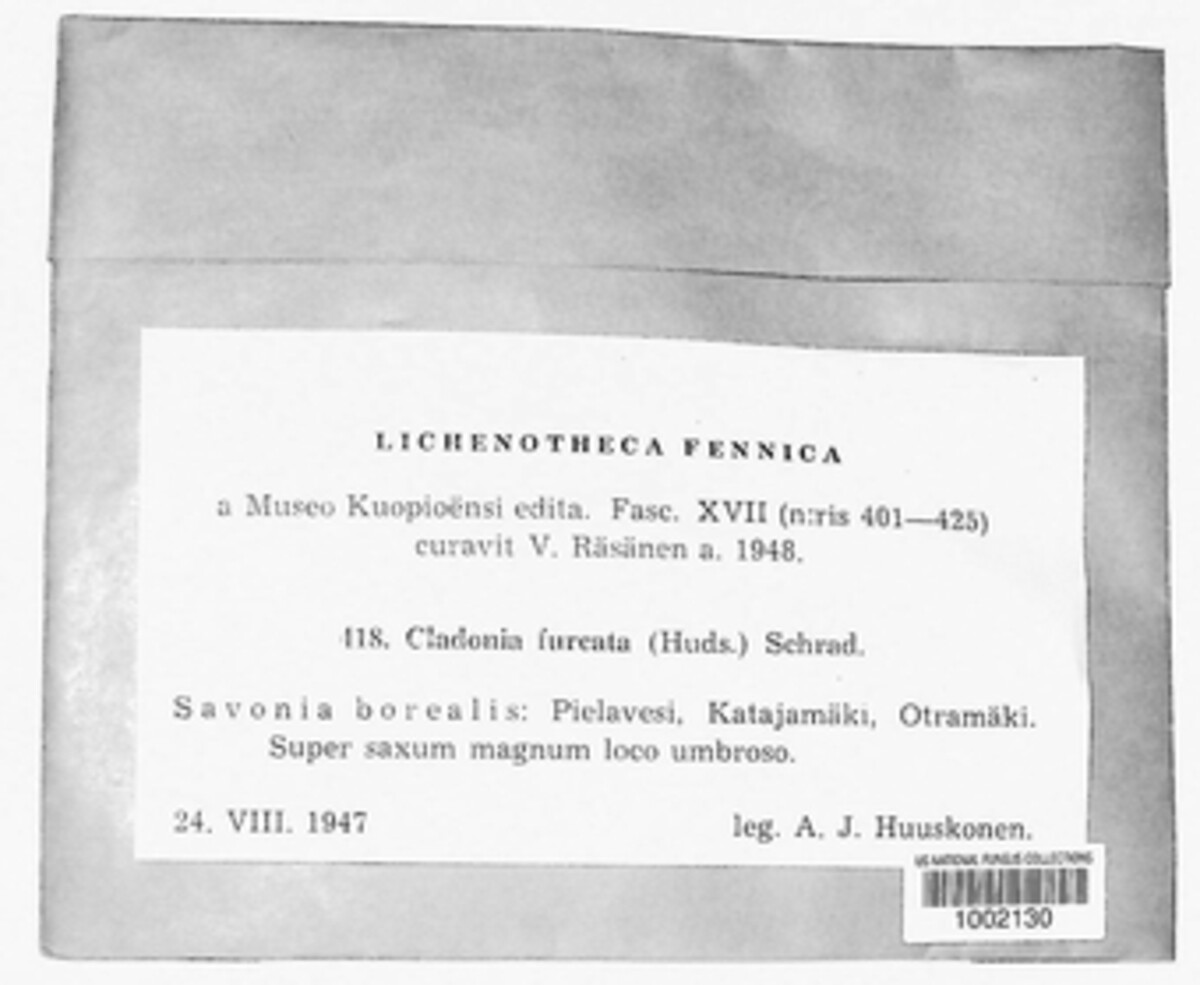 LICHENOTHECA FENNICA
a Museo Kuopioënsi edita. Fasc. XVII (n:ris 401—425)
curavit V. Räsänen a. 1948.
418. Cladonia furcata (Huds.) Schrad.
Savonia borealis: Pielavesi, Katajamäki, Otramäki.
Super saxum magnum loco umbroso.
24. VIII. 1947 leg. A. J. Huuskonen.
US NATIONAL FUNGUS COLLECTIONS
1002130